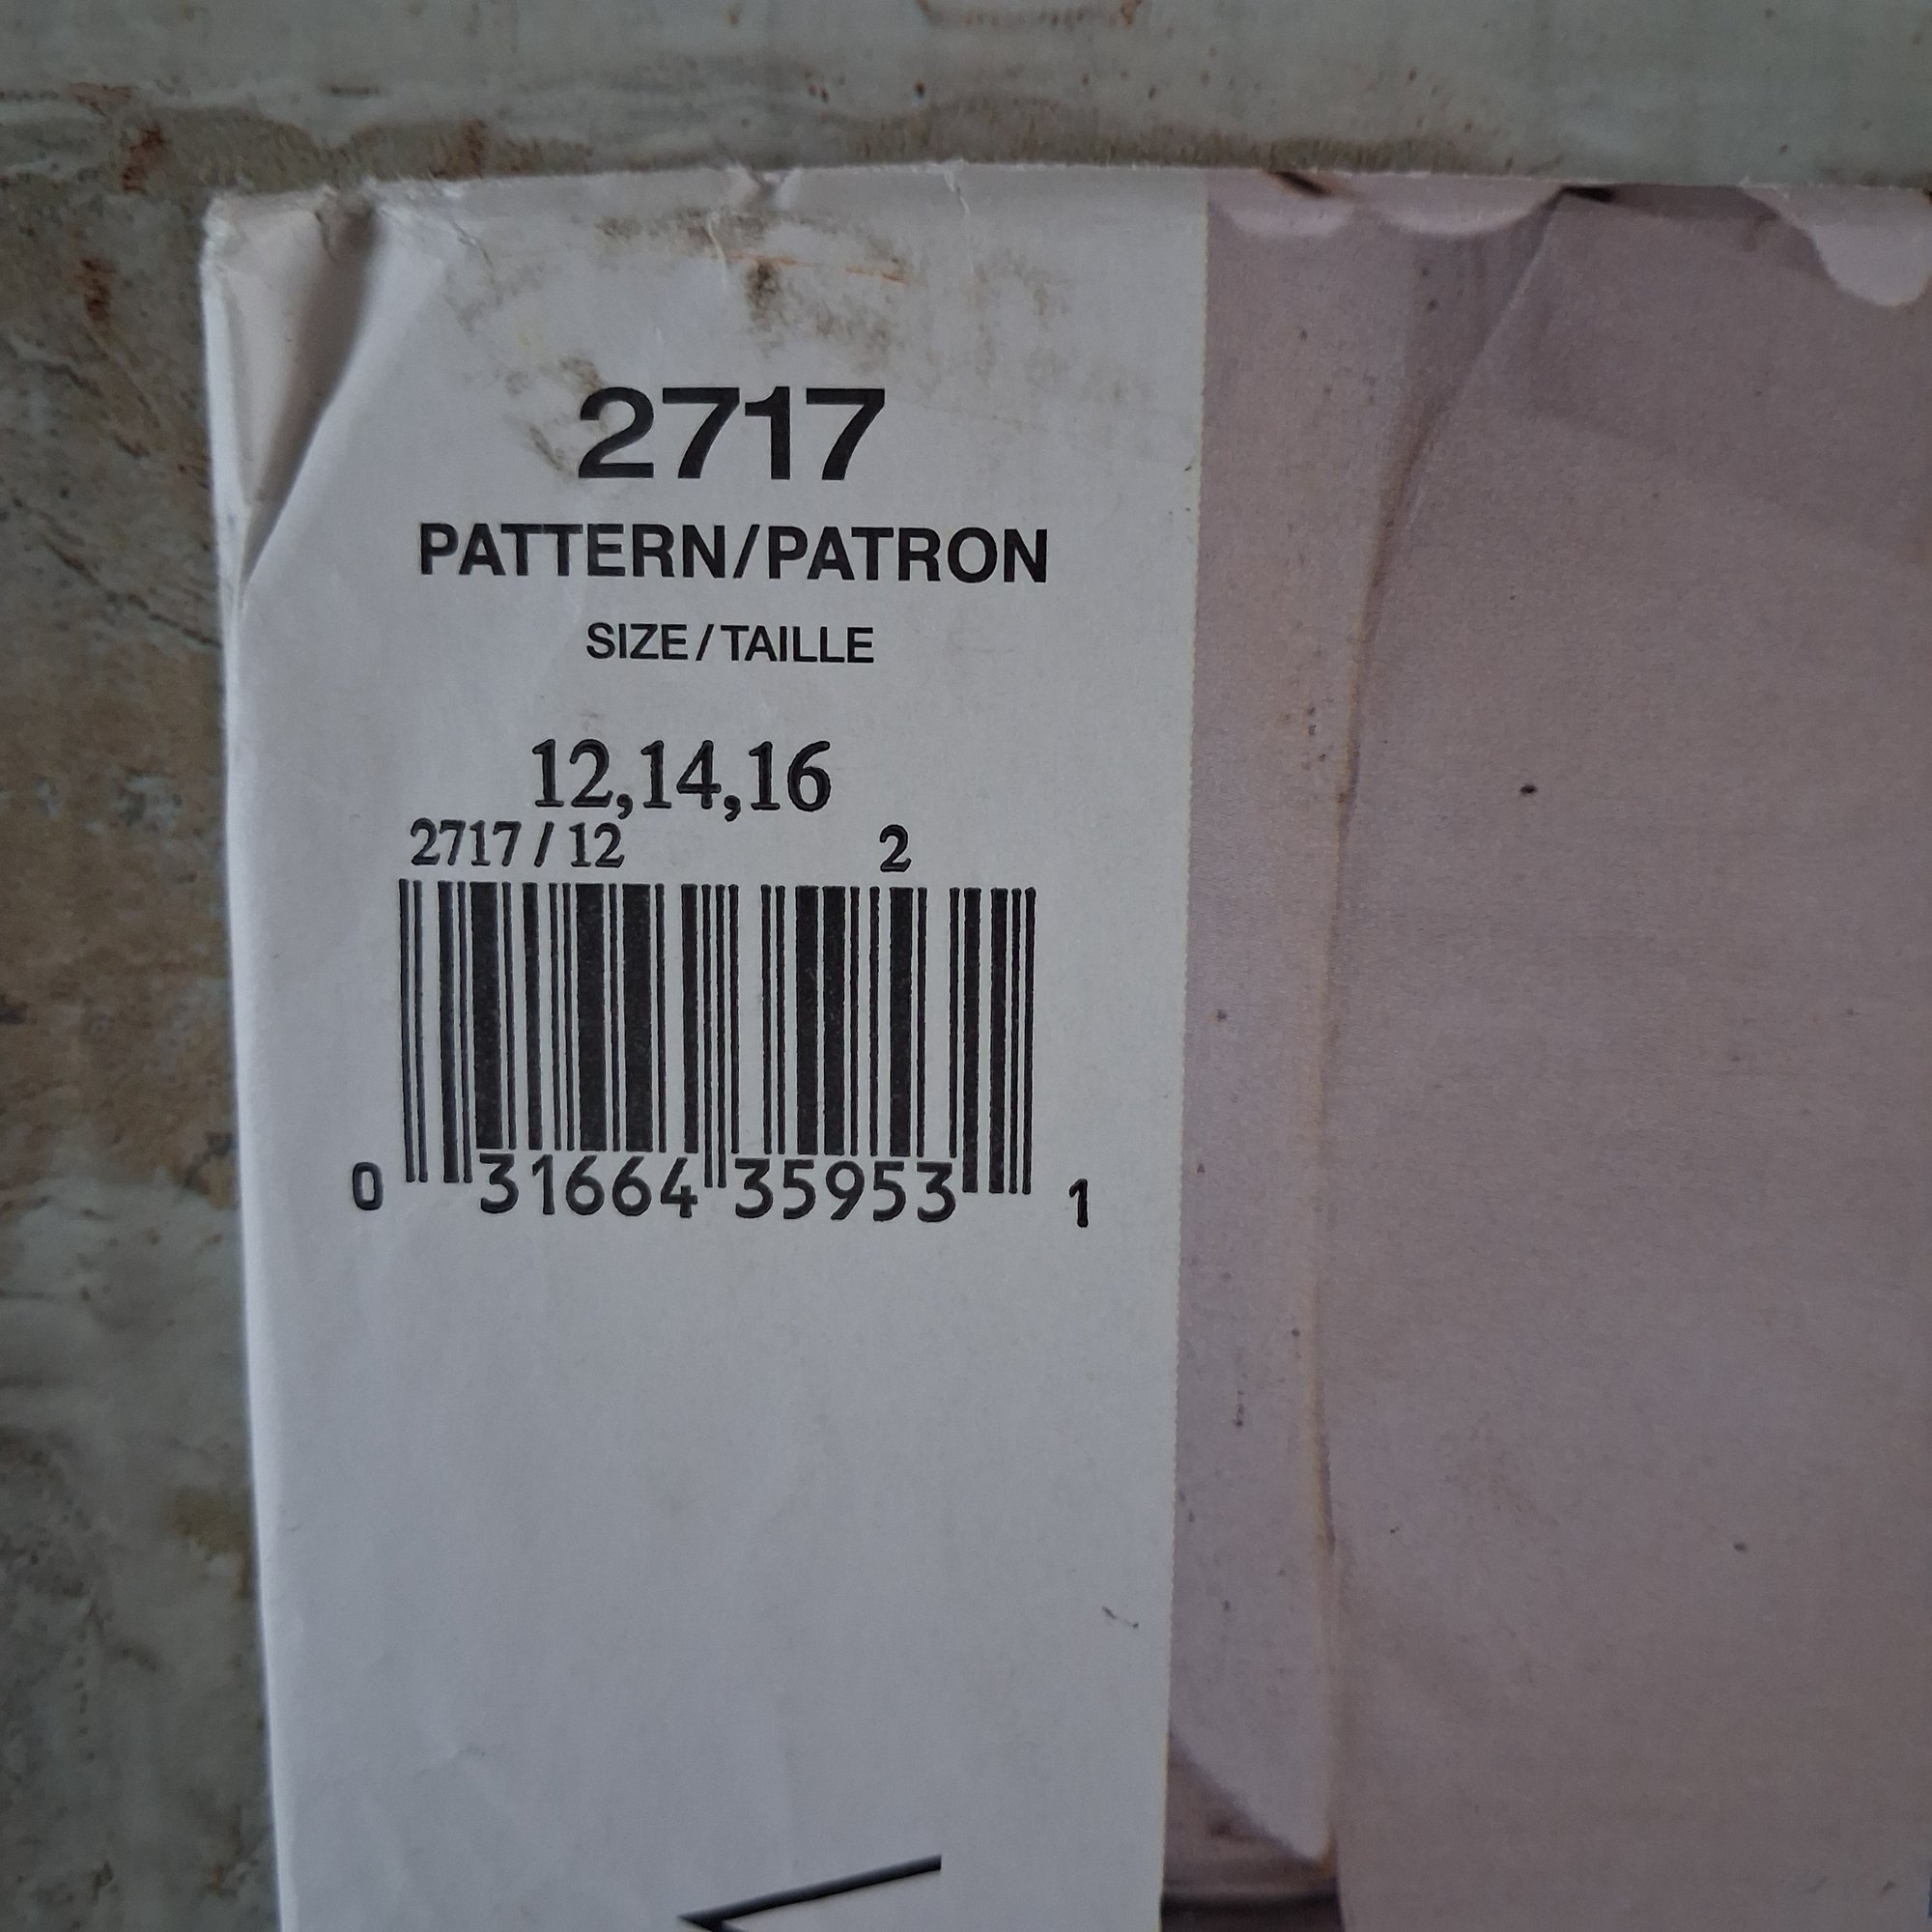 2717
PATTERN/PATRON
SIZE/TAILLE
12,14,16
2717 / 12 2
0 31664 35953 1